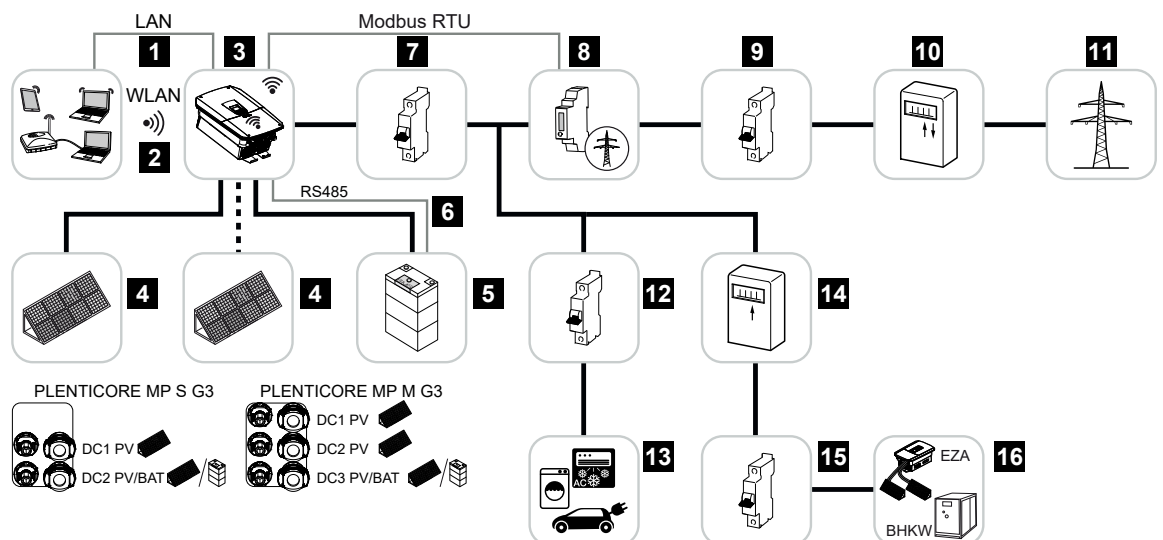 LAN
Modbus RTU
1
3
7
8
9
10
11
WLAN
2
RS485
6
4
4
5
12
14
PLENTICORE MP S G3
PLENTICORE MP M G3
DC1 PV
DC2 PV/BAT
DC1 PV
DC2 PV
DC3 PV/BAT
13
AC
15
EZA
16
BHKW